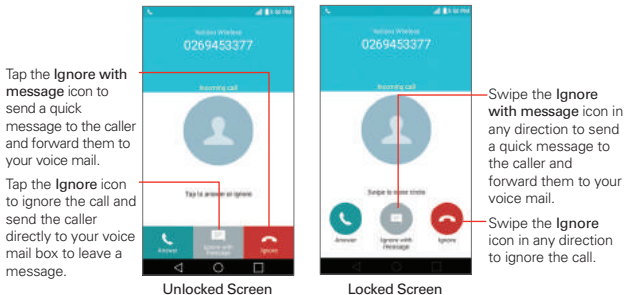 Tap the Ignore with
message icon to
send a quick
message to the caller
and forward them to
your voice mail.
Tap the Ignore icon
to ignore the call and
send the caller
directly to your voice
mail box to leave a
message.
Verizon Wireless
0269453377
Incoming call
Tap to answer or ignore
Answer
Ignore with
message
Ignore
Unlocked Screen
Verizon Wireless
0269453377
Incoming call
Swipe to
Answer
Ignore with
message
Ignore
Locked Screen
Swipe the Ignore
with message icon in
any direction to send
a quick message to
the caller and
forward them to your
voice mail.
Swipe the Ignore
icon in any direction
to ignore the call.